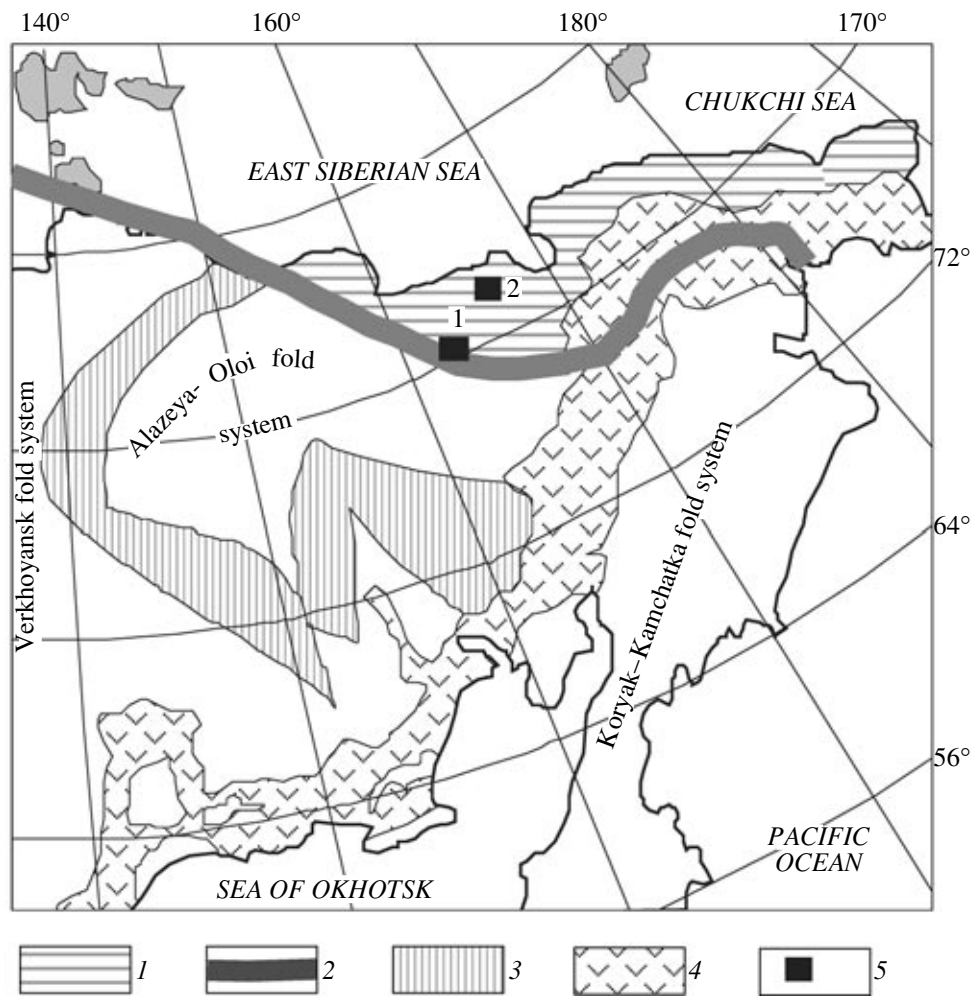 140° 160° 180° 170°
CHUKCHI SEA
EAST SIBERIAN SEA
72°
2
1
Alazeya- Oloi fold
system
Verkhoyansk fold system
Koryak–Kamchatka fold system
64°
56°
PACIFIC
OCEAN
SEA OF OKHOTSK
1 2 3 4 5